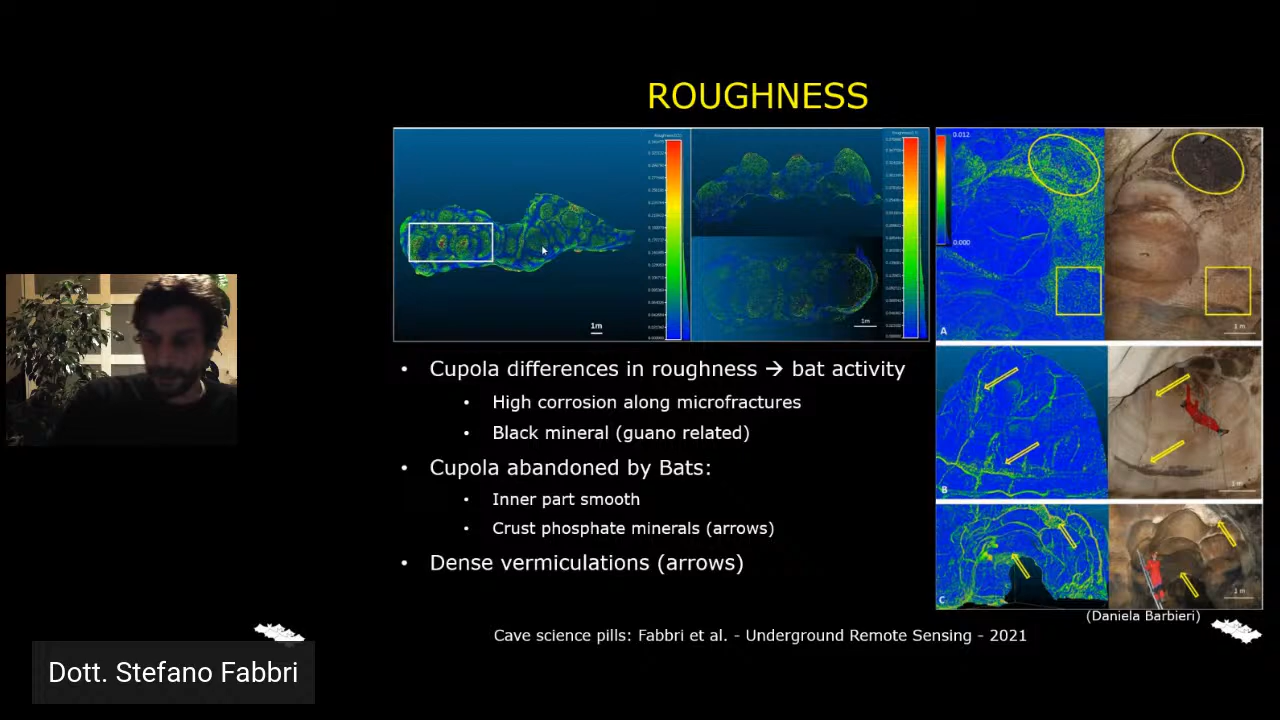 ROUGHNESS
1m
1m
0.012
0.000
A
1 m
B
1 m
C
1 m
• Cupola differences in roughness → bat activity
• High corrosion along microfractures
• Black mineral (guano related)
• Cupola abandoned by Bats:
• Inner part smooth
• Crust phosphate minerals (arrows)
• Dense vermiculations (arrows)
(Daniela Barbieri)
Cave science pills: Fabbri et al. - Underground Remote Sensing - 2021
Dott. Stefano Fabbri